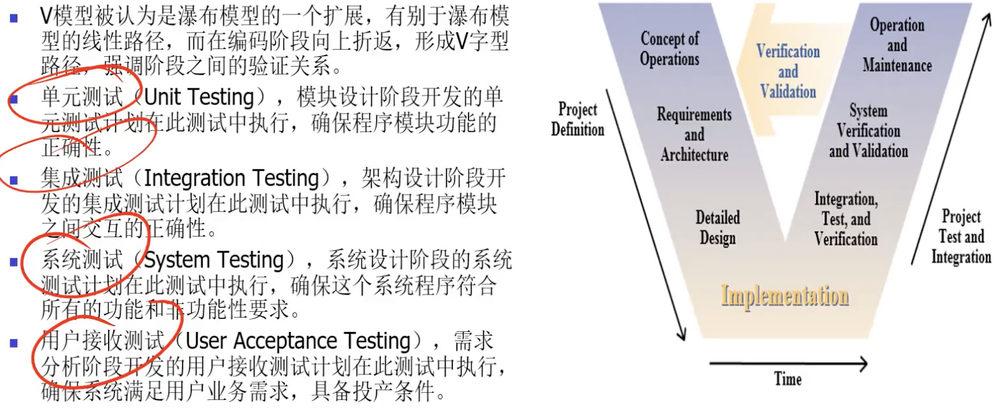 V模型被认为是瀑布模型的一个扩展，有别于瀑布模
型的线性路径，而在编码阶段向上折返，形成V字型
路径，强调阶段之间的验证关系。
单元测试（Unit Testing），模块设计阶段开发的单
元测试计划在此测试中执行，确保程序模块功能的
正确性。
集成测试（Integration Testing），架构设计阶段开
发的集成测试计划在此测试中执行，确保程序模块
之间交互的正确性。
系统测试（System Testing），系统设计阶段的系统
测试计划在此测试中执行，确保这个系统程序符合
所有的功能和非功能性要求。
用户接收测试（User Acceptance Testing），需求
分析阶段开发的用户接收测试计划在此测试中执行，
确保系统满足用户业务需求，具备投产条件。
Concept of
Operations
Verification
and
Validation
Operation
and
Maintenance
Project
Definition
Requirements
and
Architecture
System
Verification
and Validation
Detailed
Design
Integration,
Test, and
Verification
Project
Test and
Integration
Implementation
Time